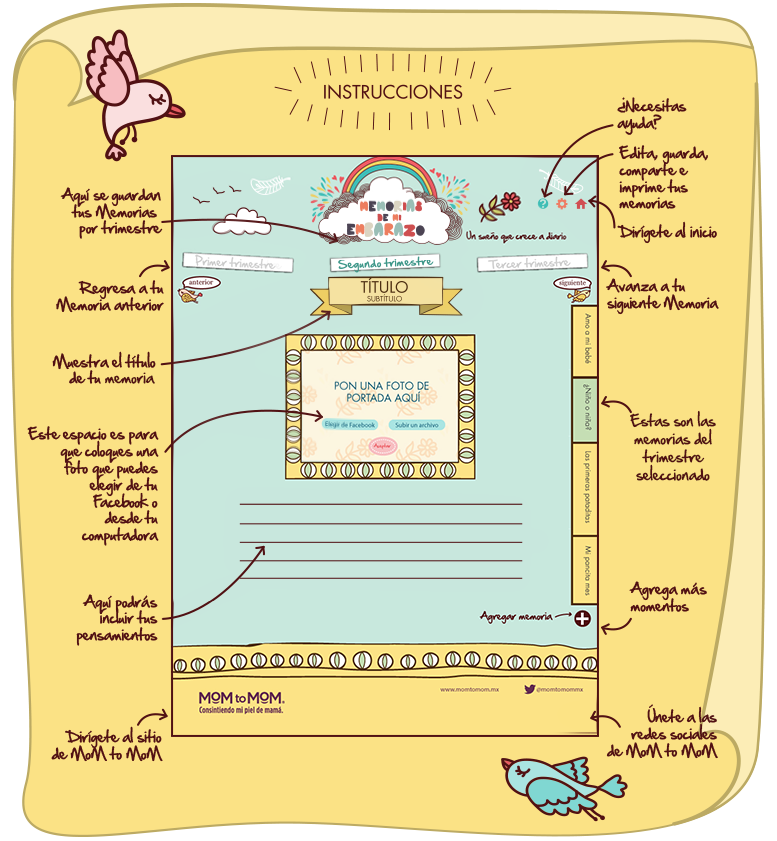 INSTRUCCIONES
¿Necesitas
ayuda?
Edita, guarda,
comparte e
imprime tus
memorias
Dirígete al inicio
Aquí se guardan
tus Memorias
por trimestre
MEMORIAS
DE MI
EMBARAZO
?
Un sueño que crece a diario
Primer trimestre
Segundo trimestre
Tercer trimestre
anterior
siguiente
Regresa a tu
Memoria anterior
Avanza a tu
siguiente Memoria
TÍTULO
SUBTÍTULO
Muestra el título
de tu memoria
PON UNA FOTO DE
PORTADA AQUÍ
Elegir de Facebook
Subir un archivo
Este espacio es para
que coloques una
foto que puedes
elegir de tu
Facebook o
desde tu
computadora
Amo a mi bebé
¿Niño o niña?
Las primeras pataditas
Mi pancita mes
Estas son las
memorias del
trimestre
seleccionado
Aquí podrás
incluir tus
pensamientos
Agregar memoria
Agrega más
momentos
MOM to MOM®
Consintiendo mi piel de mamá.
www.momtomom.mx
@momtomommx
Dirígete al sitio
de MoM to MoM
Únete a las
redes sociales
de MoM to MoM